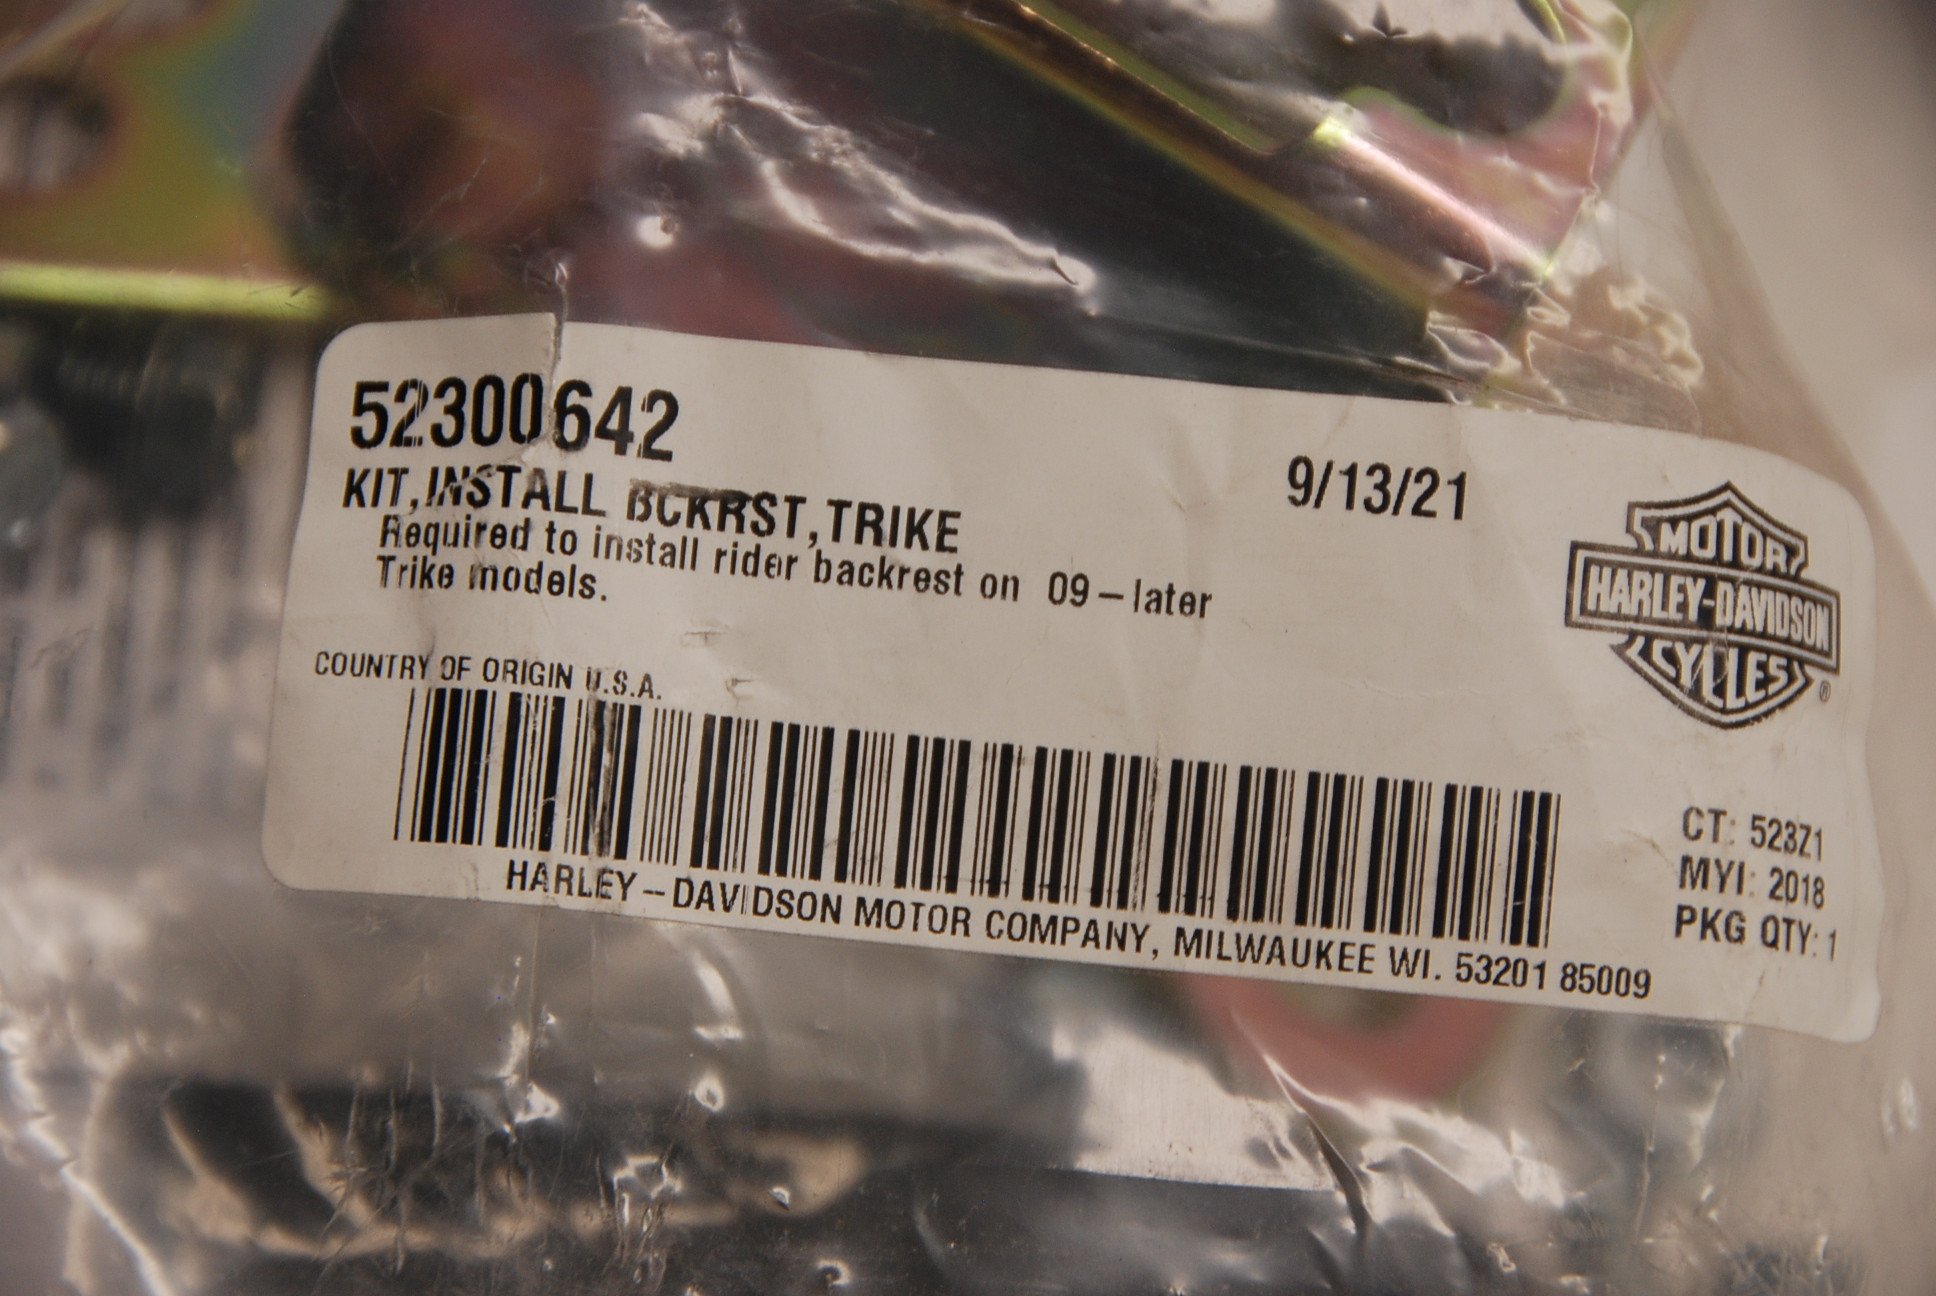 52300642
9/13/21
KIT,INSTALL BCKRST,TRIKE
Required to install rider backrest on 09-later
Trike models.
MOTOR
HARLEY-DAVIDSON
CYCLES
®
COUNTRY OF ORIGIN U.S.A.
CT: 523Z1
MYI: 2018
PKG QTY: 1
HARLEY-DAVIDSON MOTOR COMPANY, MILWAUKEE WI. 53201 85009